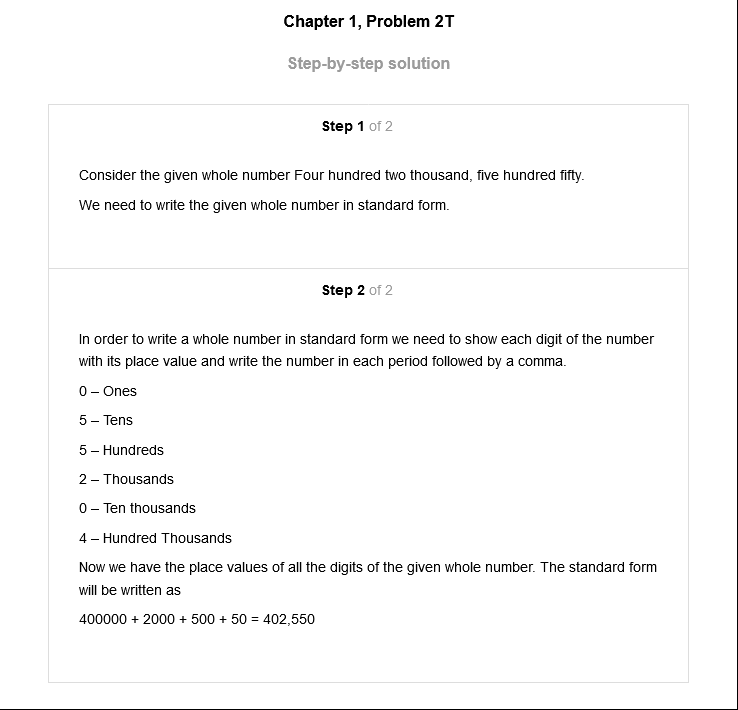 Chapter 1, Problem 2T
Step-by-step solution
Step 1 of 2
Consider the given whole number Four hundred two thousand, five hundred fifty.
We need to write the given whole number in standard form.
Step 2 of 2
In order to write a whole number in standard form we need to show each digit of the number
with its place value and write the number in each period followed by a comma.
0 – Ones
5 – Tens
5 – Hundreds
2 – Thousands
0 – Ten thousands
4 – Hundred Thousands
Now we have the place values of all the digits of the given whole number. The standard form
will be written as
400000 + 2000 + 500 + 50 = 402,550